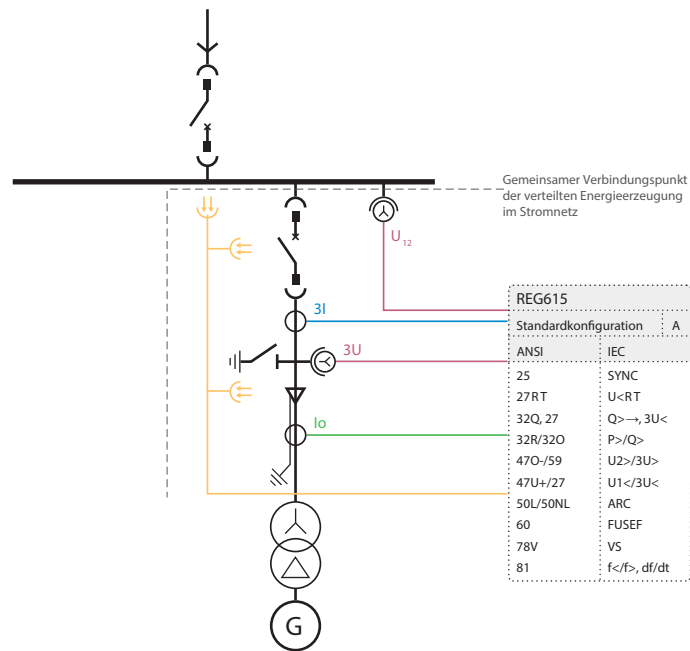 Gemeinsamer Verbindungspunkt
der verteilten Energieerzeugung
im Stromnetz
U12
REG615
3I
Standardkonfiguration A
3U
ANSI IEC
25 SYNC
27RT U<RT
32Q, 27 Q>→, 3U<
Io
32R/32O P>/Q>
47O-/59 U2>/3U>
47U+/27 U1</3U<
50L/50NL ARC
60 FUSEF
78V VS
81 f</f>, df/dt
G